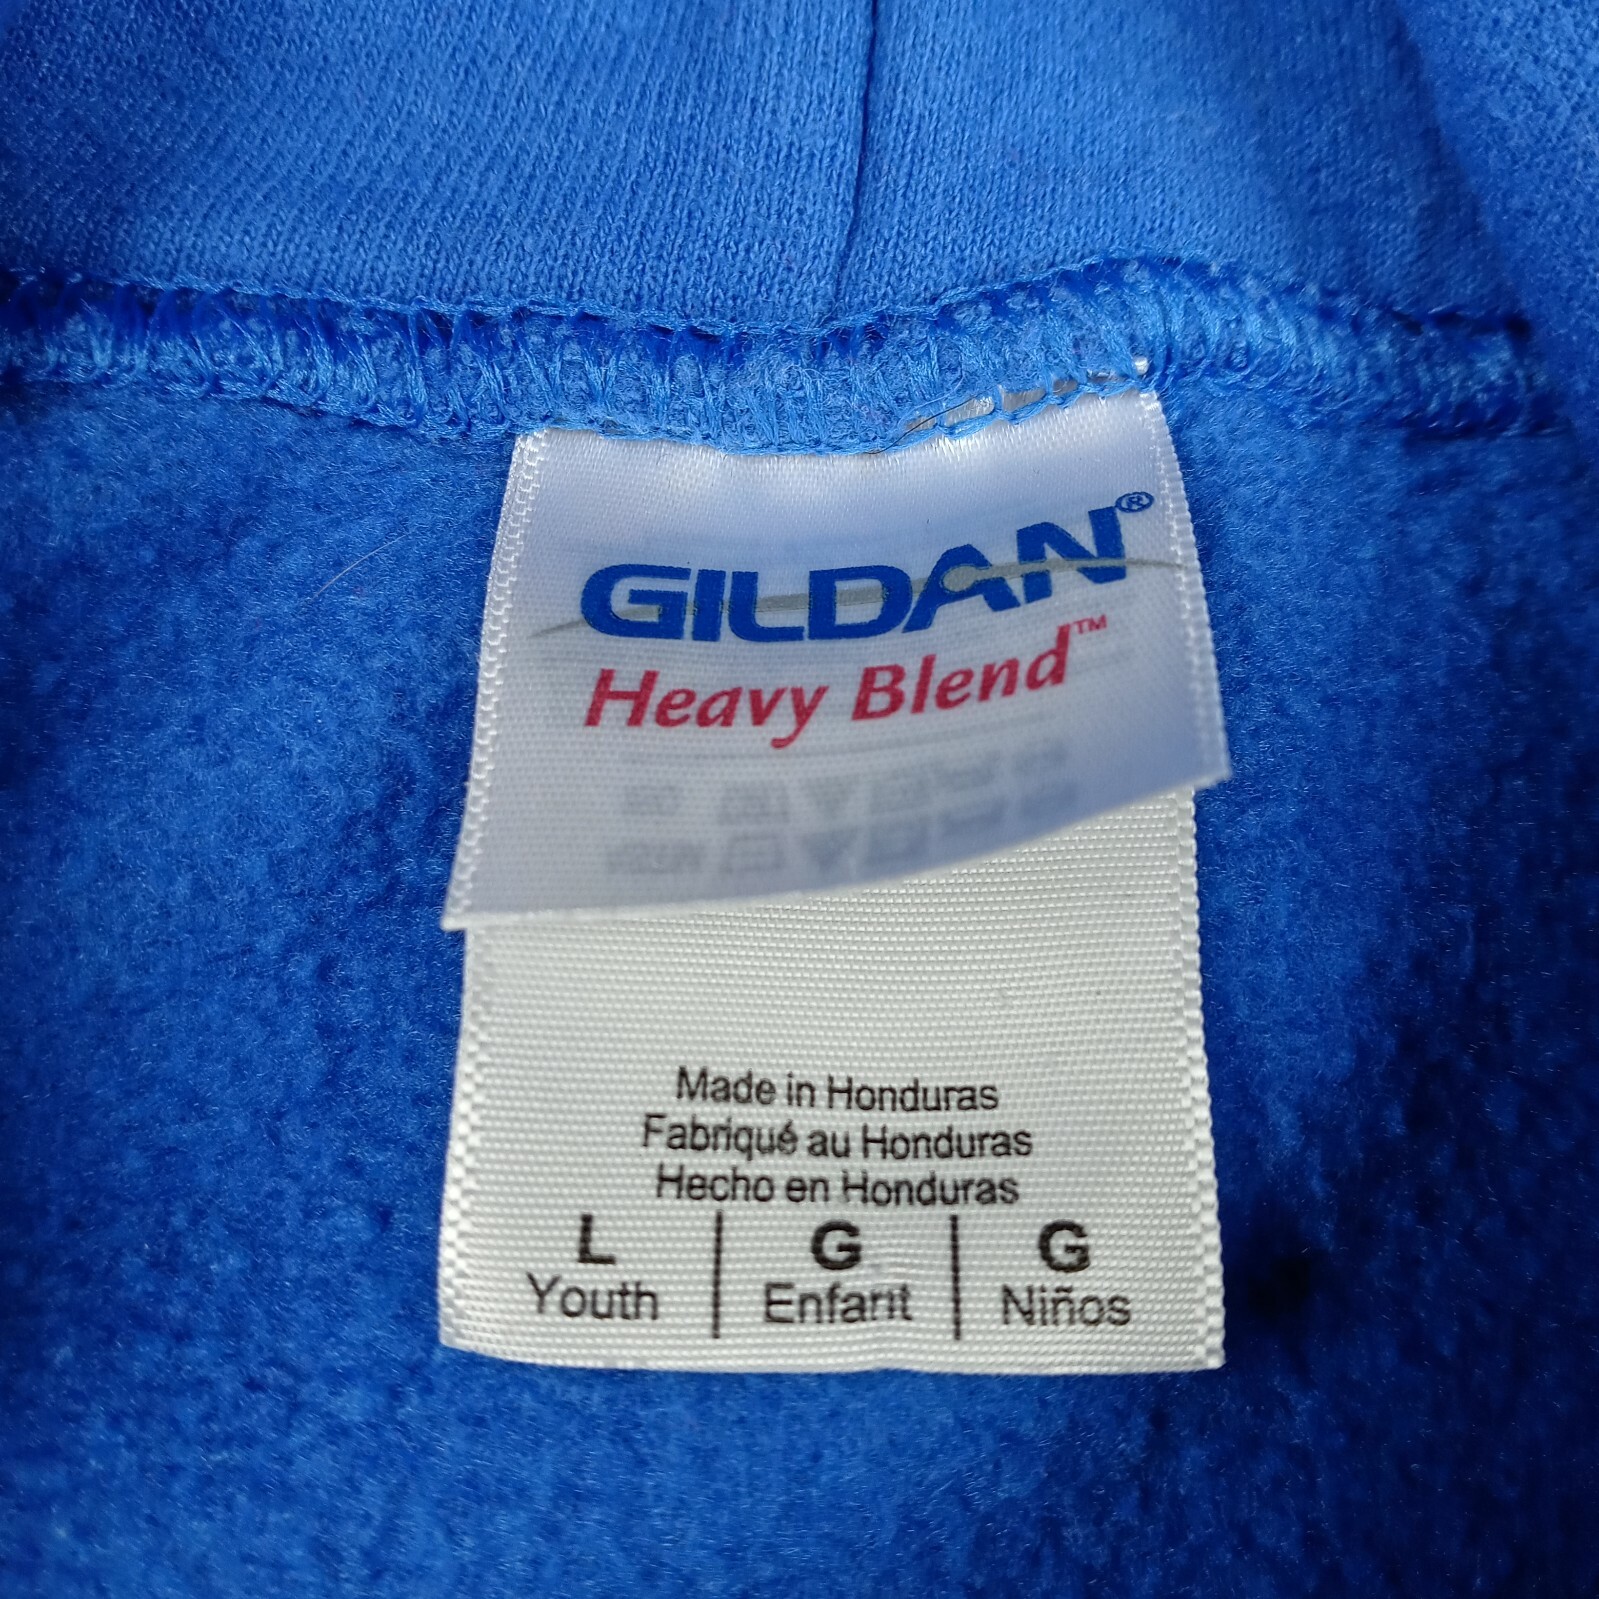 GILDAN®
Heavy Blend™
Made in Honduras
Fabriqué au Honduras
Hecho en Honduras
L | G | G
Youth | Enfant | Niños